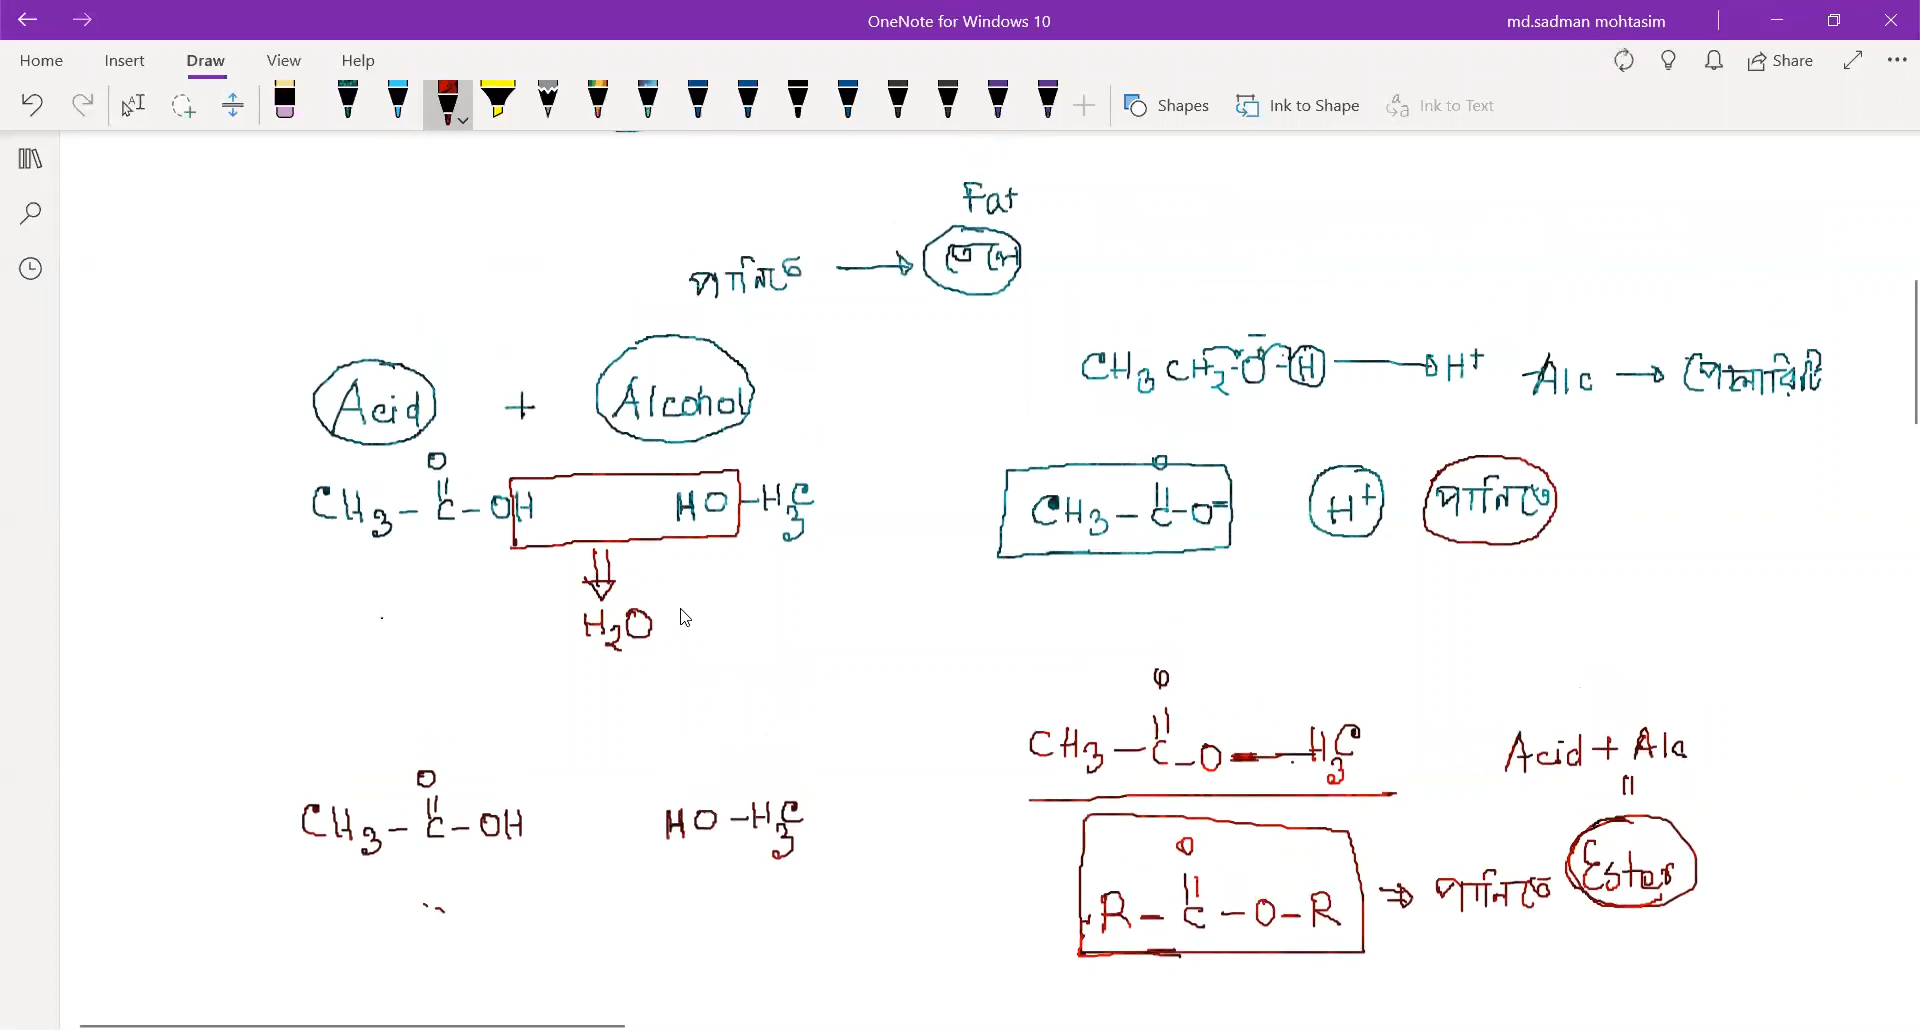 OneNote for Windows 10
md.sadman mohtasim
Home Insert Draw View Help
Share
Shapes Ink to Shape Ink to Text
Fat
পানিতে → তেল
Acid + Alcohol
CH3 CH2-O-H → H+ Alc →
O
||
CH3 - C - OH HO - H3C
O
||
CH3 - C - O- H+ পানিতে
H2O
O
||
CH3 - C - O - H3C Acid + Alc
||
Ester
O
||
CH3 - C - OH HO - H3C
O
||
R - C - O - R ⇒ পানিতে